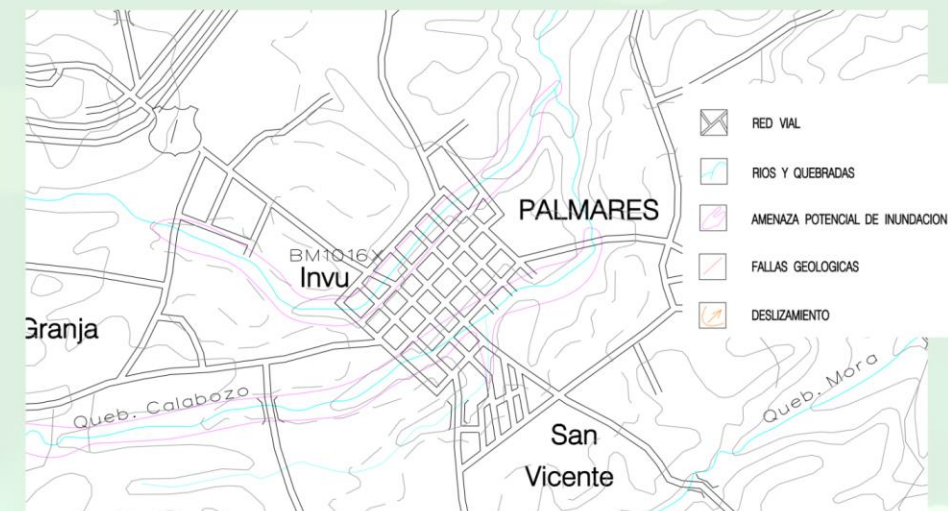 RED VIAL
RIOS Y QUEBRADAS
PALMARES
AMENAZA POTENCIAL DE INUNDACION
BM1016X
Invu
FALLAS GEOLOGICAS
DESLIZAMIENTO
Granja
Queb. Calabozo
Queb. Mora
San
Vicente